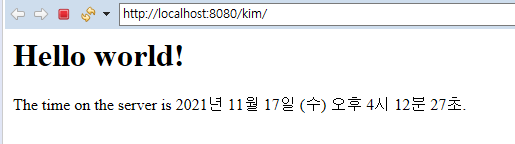 http://localhost:8080/kim/
Hello world!
The time on the server is 2021년 11월 17일 (수) 오후 4시 12분 27초.